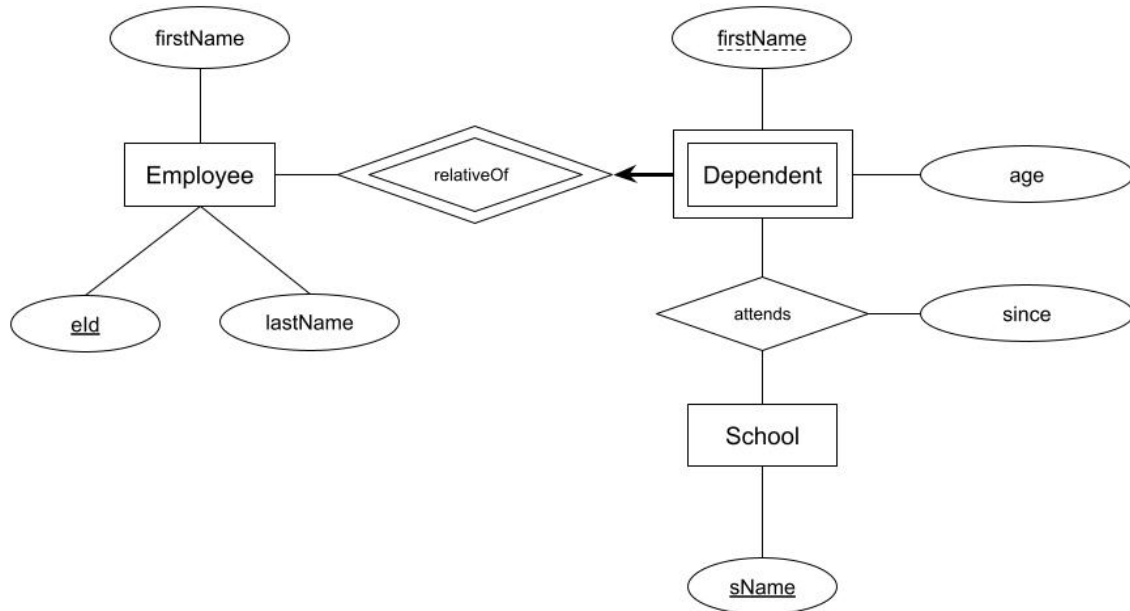 firstName
firstName
Employee
relativeOf
Dependent
age
eId
lastName
attends
since
School
sName